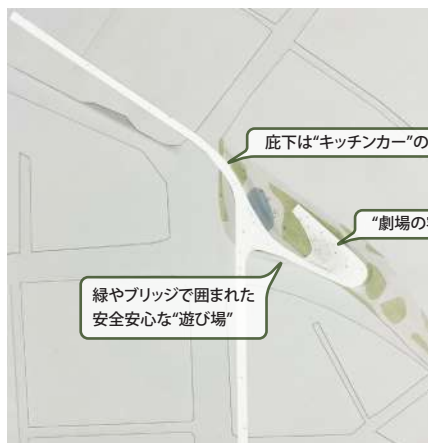 庇下は“キッチンカー”の
“劇場の
緑やブリッジで囲まれた
安全安心な“遊び場”